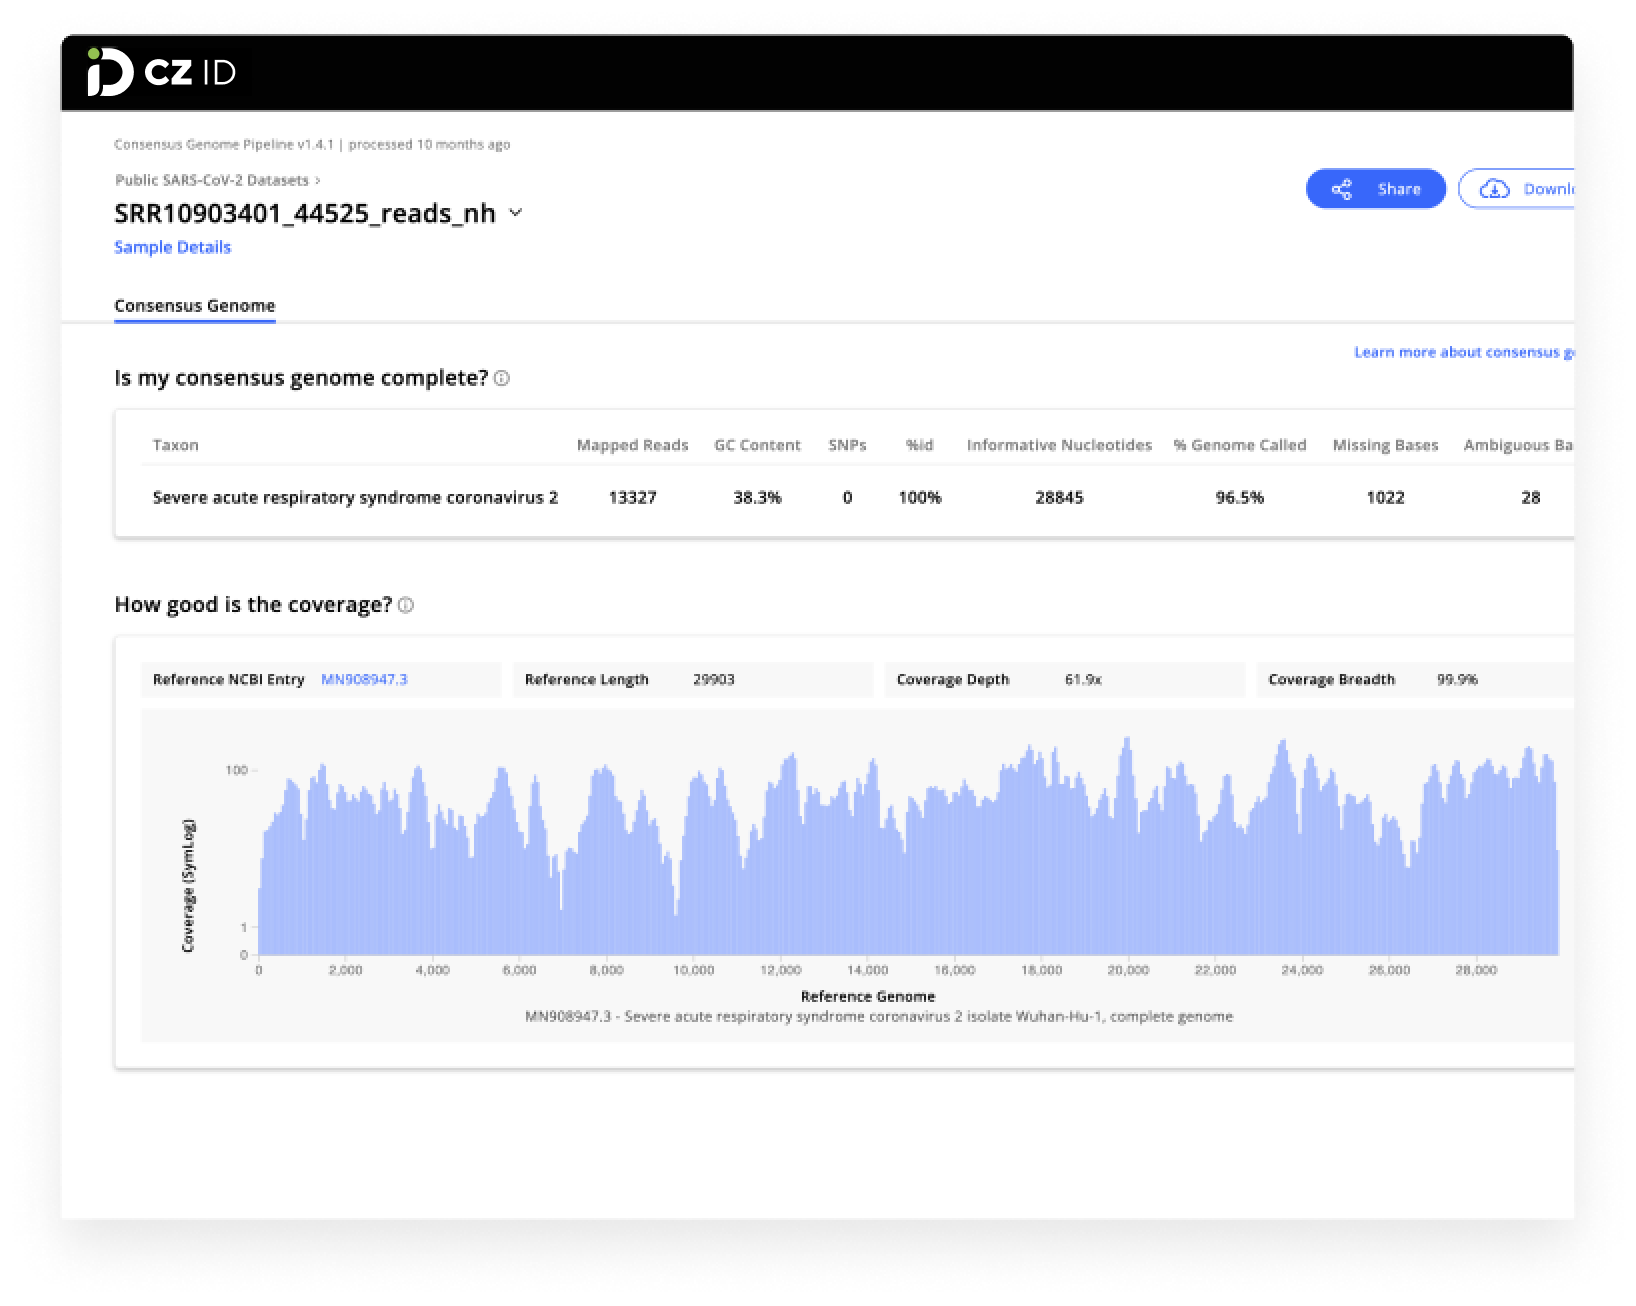 CZ ID
Consensus Genome Pipeline v1.4.1 | processed 10 months ago
Public SARS-CoV-2 Datasets >
SRR10903401_44525_reads_nh
Share
Downl
Sample Details
Consensus Genome
Learn more about consensus g
Is my consensus genome complete?
Taxon Mapped Reads GC Content SNPs %id Informative Nucleotides % Genome Called Missing Bases Ambiguous Ba
Severe acute respiratory syndrome coronavirus 2 13327 38.3% 0 100% 28845 96.5% 1022 28
How good is the coverage?
Reference NCBI Entry MN908947.3 Reference Length 29903 Coverage Depth 61.9x Coverage Breadth 99.9%
Coverage (SymLog)
100
1
0
0 2,000 4,000 6,000 8,000 10,000 12,000 14,000 16,000 18,000 20,000 22,000 24,000 26,000 28,000
Reference Genome
MN908947.3 - Severe acute respiratory syndrome coronavirus 2 isolate Wuhan-Hu-1, complete genome